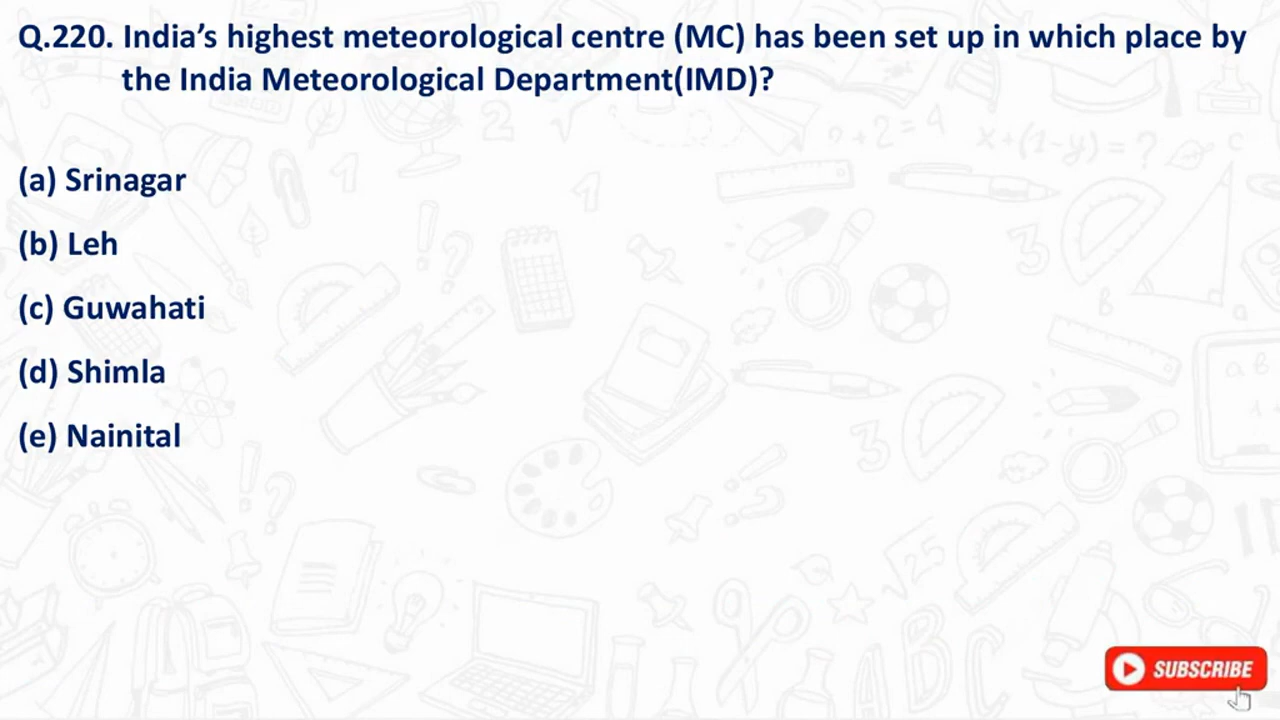 Q.220. India’s highest meteorological centre (MC) has been set up in which place by
the India Meteorological Department(IMD)?
(a) Srinagar
(b) Leh
(c) Guwahati
(d) Shimla
(e) Nainital
SUBSCRIBE